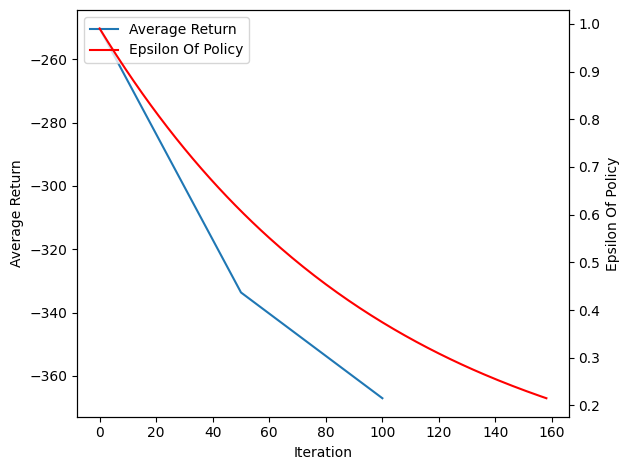 Average Return
Epsilon Of Policy
−260
−280
−300
−320
−340
−360
Average Return
1.0
0.9
0.8
0.7
0.6
0.5
0.4
0.3
0.2
Epsilon Of Policy
0 20 40 60 80 100 120 140 160
Iteration